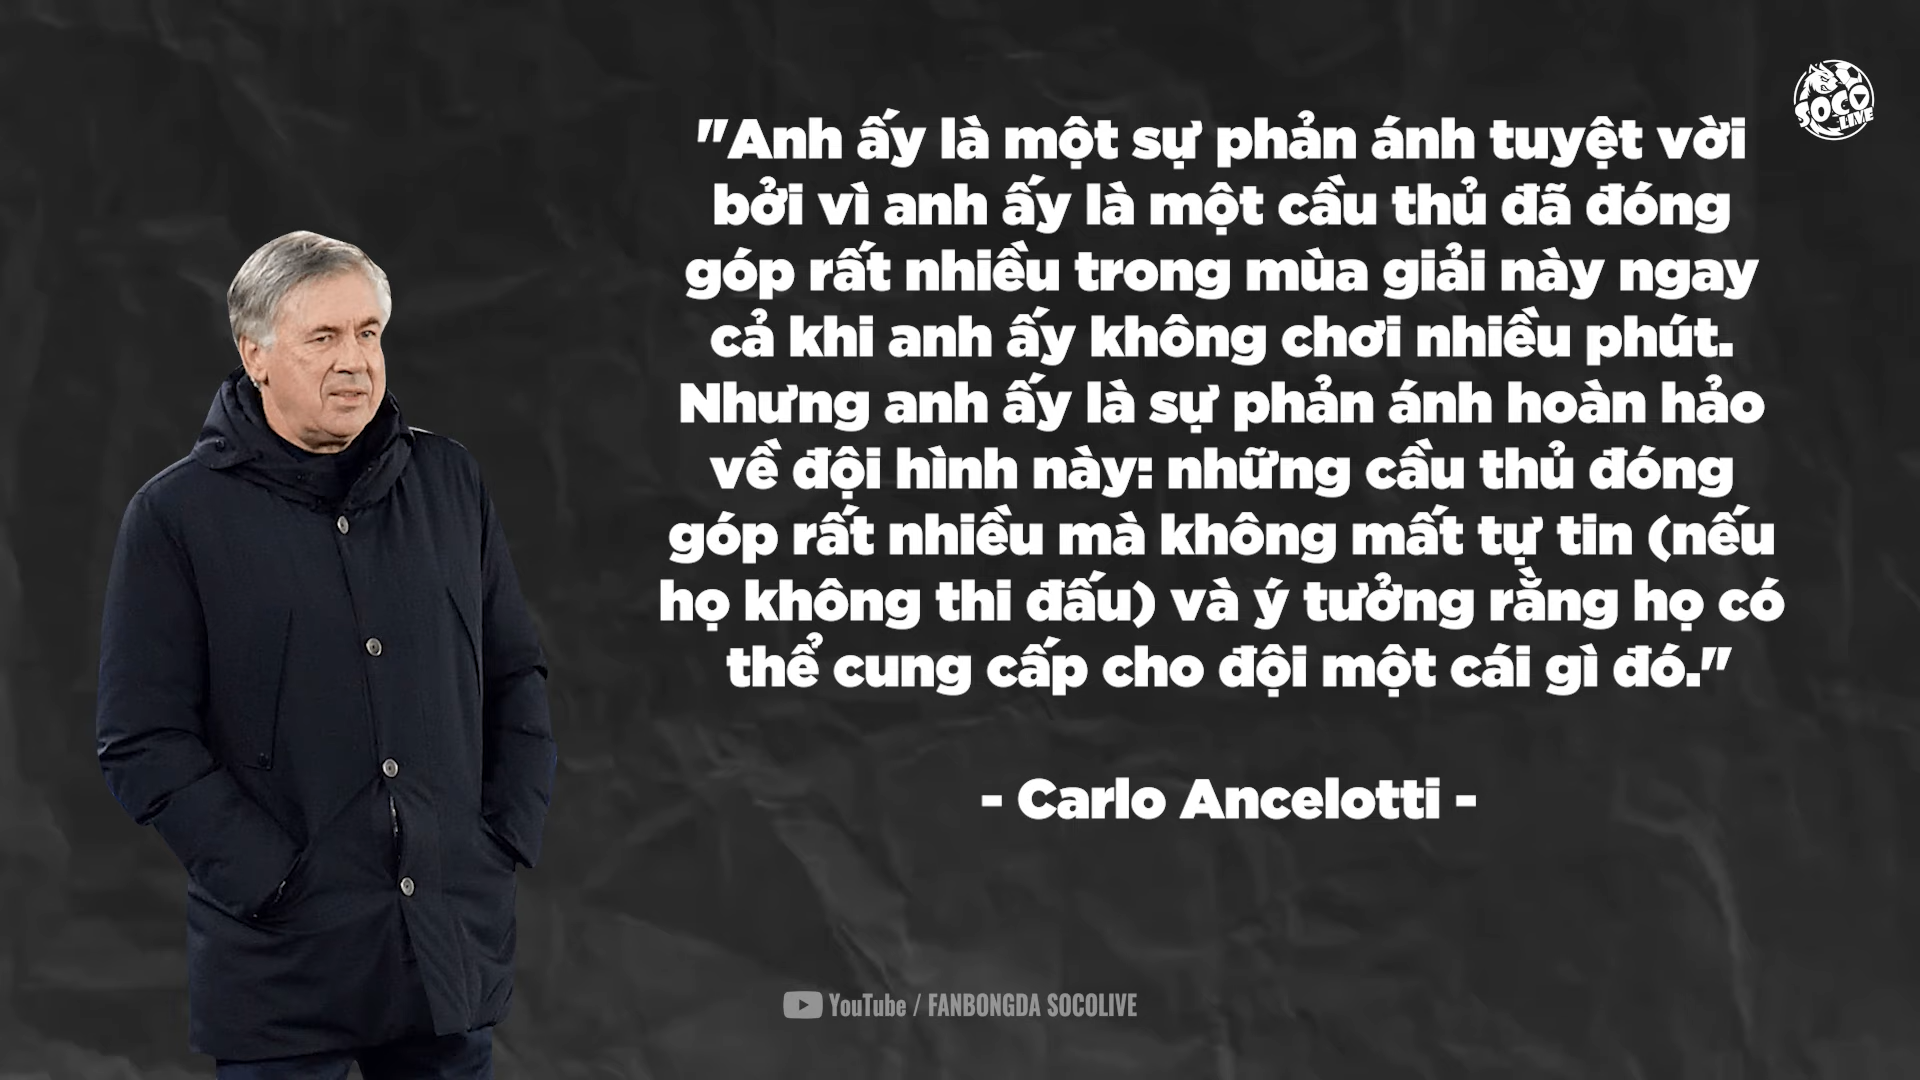 SOCO
LIVE
"Anh ấy là một sự phản ánh tuyệt vời
bởi vì anh ấy là một cầu thủ đã đóng
góp rất nhiều trong mùa giải này ngay
cả khi anh ấy không chơi nhiều phút.
Nhưng anh ấy là sự phản ánh hoàn hảo
về đội hình này: những cầu thủ đóng
góp rất nhiều mà không mất tự tin (nếu
họ không thi đấu) và ý tưởng rằng họ có
thể cung cấp cho đội một cái gì đó."
- Carlo Ancelotti -
YouTube / FANBONGDA SOCOLIVE